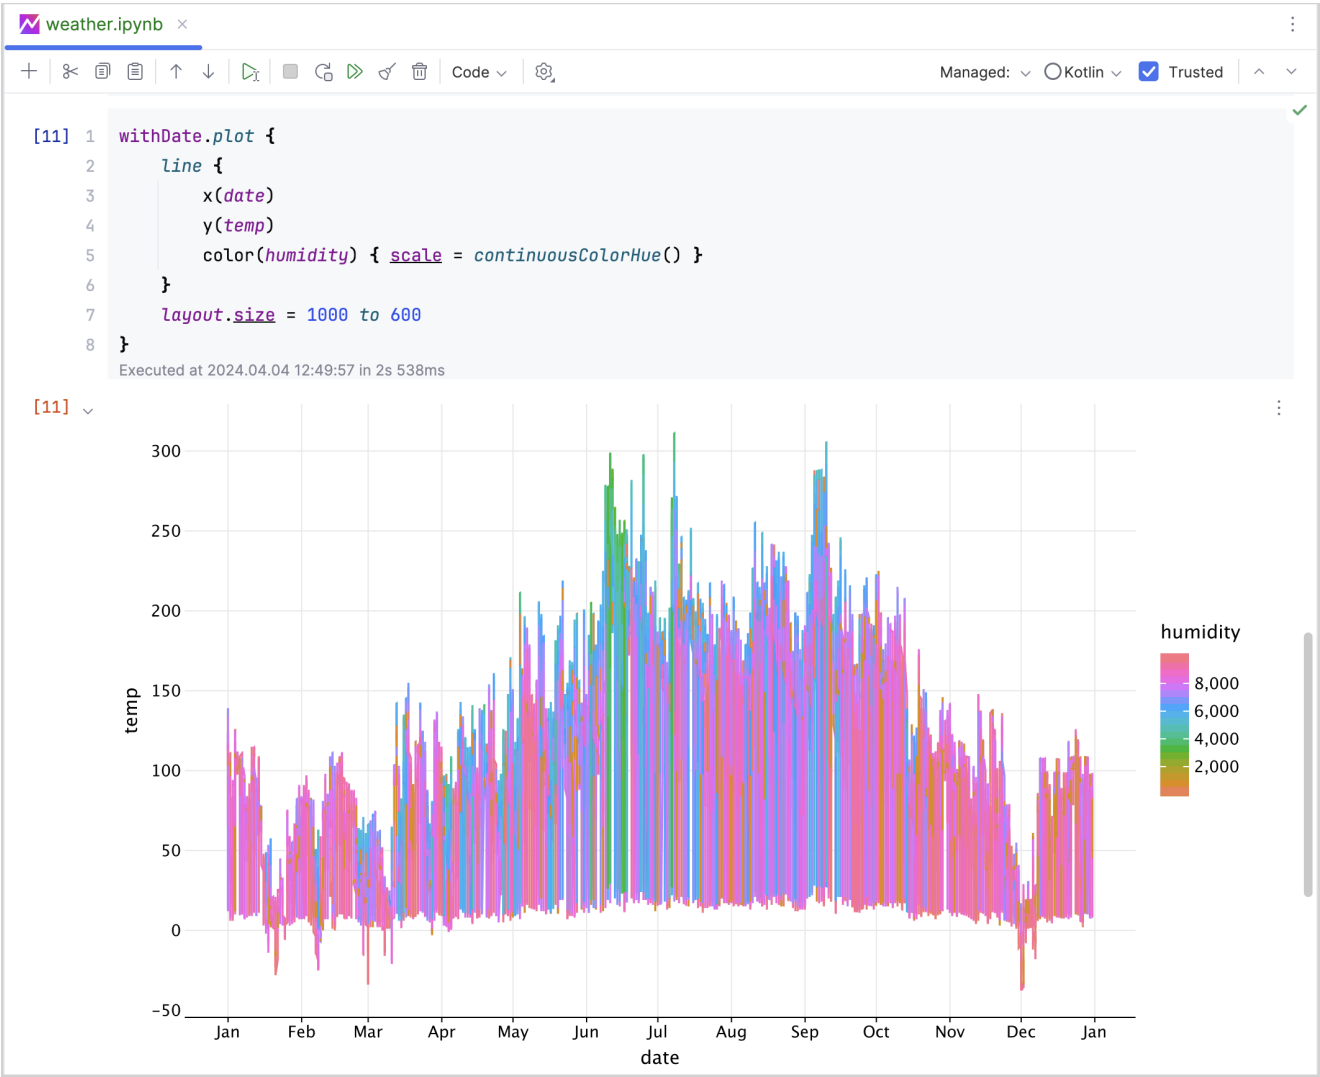 weather.ipynb
Code
Managed:
Kotlin
Trusted
[11]
1 withDate.plot {
2 line {
3 x(date)
4 y(temp)
5 color(humidity) { scale = continuousColorHue() }
6 }
7 layout.size = 1000 to 600
8 }
Executed at 2024.04.04 12:49:57 in 2s 538ms
[11]
300
250
200
150
100
50
0
−50
temp
Jan Feb Mar Apr May Jun Jul Aug Sep Oct Nov Dec Jan
date
humidity
8,000
6,000
4,000
2,000